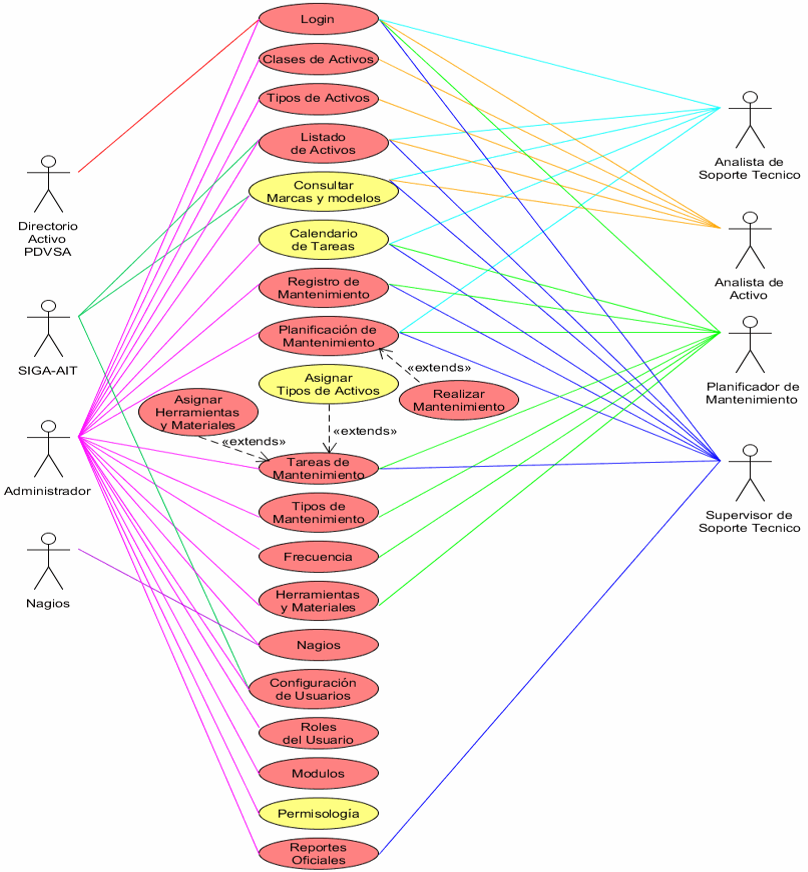 Login
Clases de Activos
Tipos de Activos
Listado
de Activos
Consultar
Marcas y modelos
Calendario
de Tareas
Registro de
Mantenimiento
Planificación de
Mantenimiento
«extends»
Asignar
Tipos de Activos
Realizar
Mantenimiento
Asignar
Herramientas
y Materiales
«extends»
«extends»
Tareas de
Mantenimiento
Tipos de
Mantenimiento
Frecuencia
Herramientas
y Materiales
Nagios
Configuración
de Usuarios
Roles
del Usuario
Modulos
Permisología
Reportes
Oficiales
Directorio
Activo
PDVSA
SIGA-AIT
Administrador
Nagios
Analista de
Soporte Tecnico
Analista de
Activo
Planificador de
Mantenimiento
Supervisor de
Soporte Tecnico